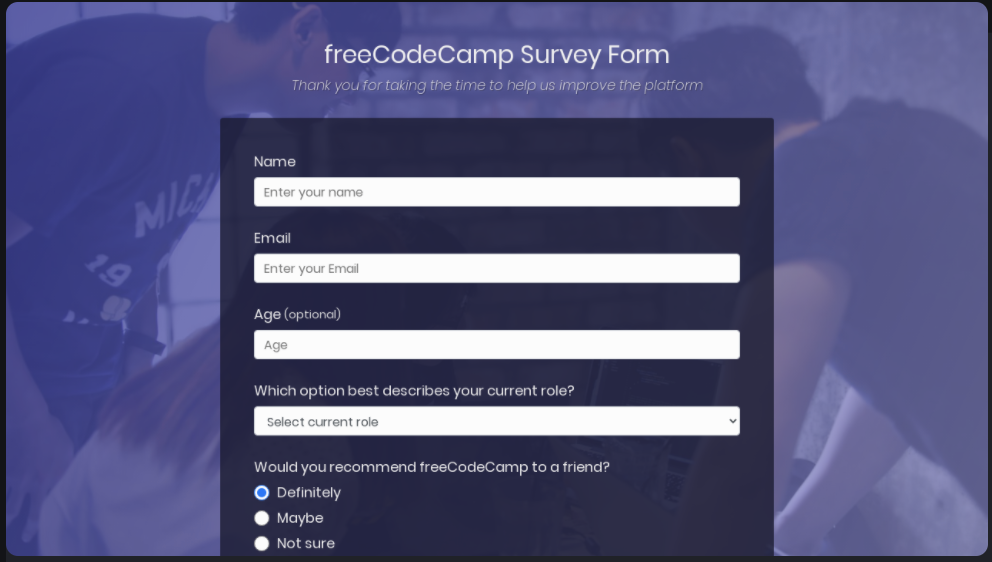 freeCodeCamp Survey Form
Thank you for taking the time to help us improve the platform
Name
Enter your name
Email
Enter your Email
Age (optional)
Age
Which option best describes your current role?
Select current role
Would you recommend freeCodeCamp to a friend?
Definitely
Maybe
Not sure
19